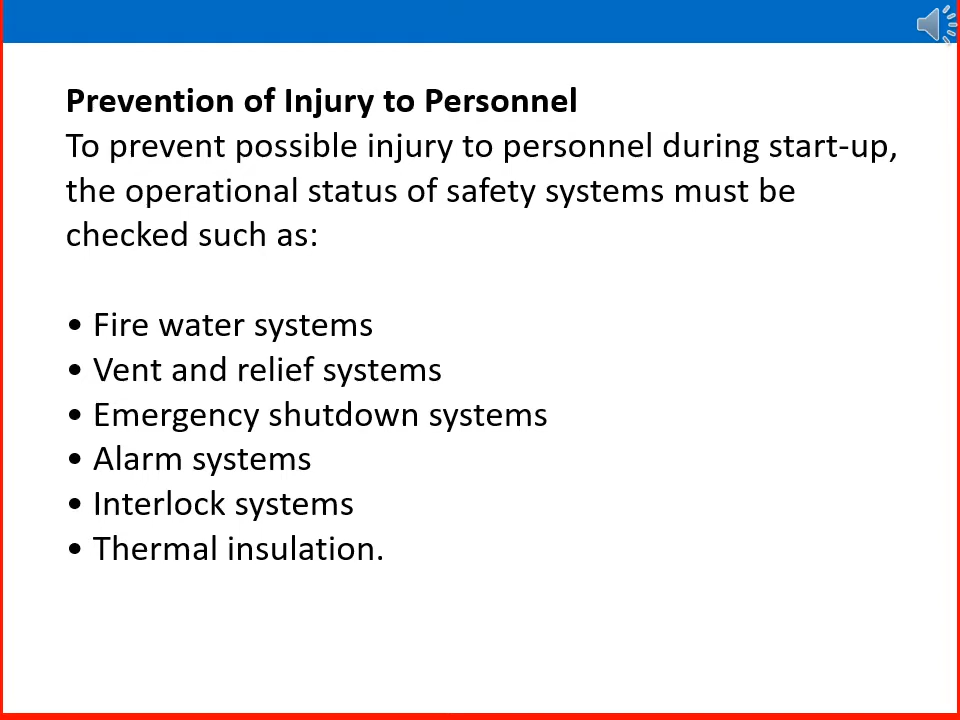 Prevention of Injury to Personnel
To prevent possible injury to personnel during start-up,
the operational status of safety systems must be
checked such as:
• Fire water systems
• Vent and relief systems
• Emergency shutdown systems
• Alarm systems
• Interlock systems
• Thermal insulation.